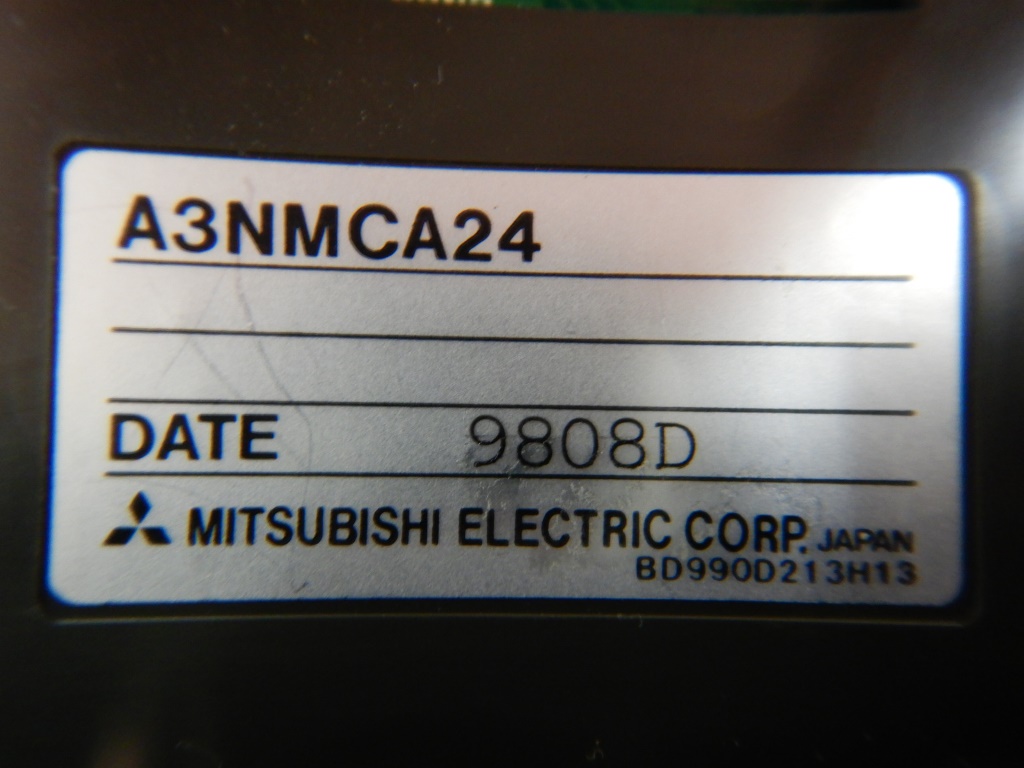 A3NMCA24
DATE 9808D
MITSUBISHI ELECTRIC CORP. JAPAN
BD990D213H13